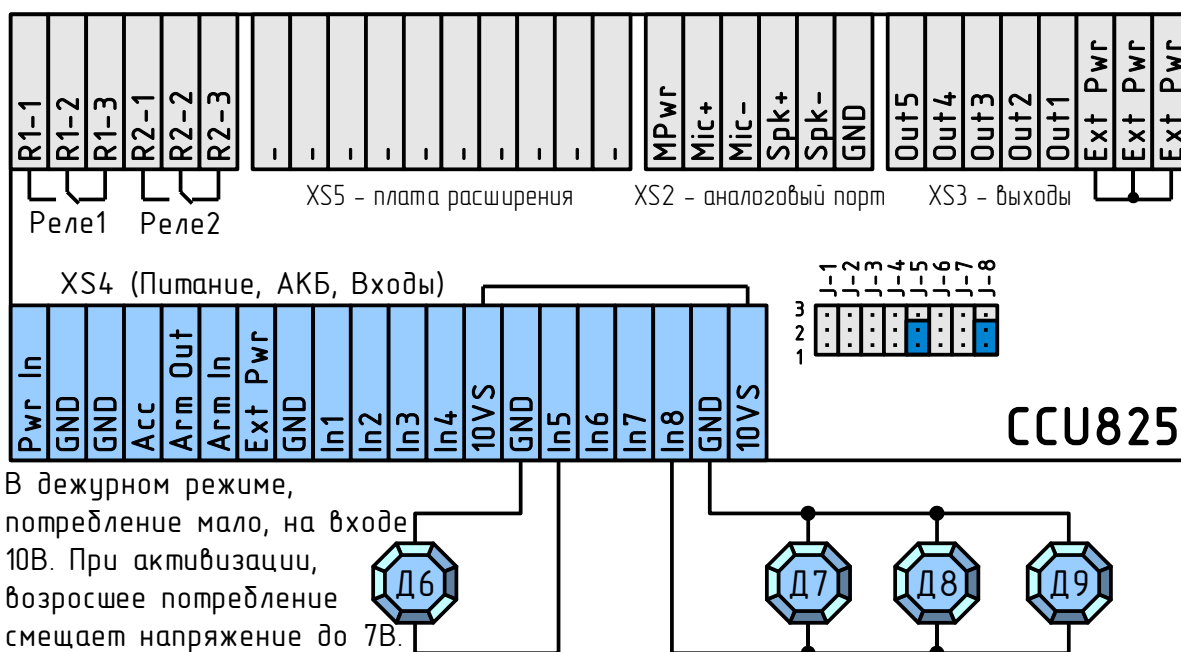 R1-1 R1-2 R1-3 R2-1 R2-2 R2-3 - - - - - - - - - - MPwr Mic+ Mic- Spk+ Spk- GND Out5 Out4 Out3 Out2 Out1 Ext Pwr Ext Pwr Ext Pwr
XS5 - плата расширения XS2 - аналоговый порт XS3 - выходы
Реле1 Реле2
XS4 (Питание, АКБ, Входы)
J-1 J-2 J-3 J-4 J-5 J-6 J-7 J-8
3
2
1
Pwr In GND GND Acc Arm Out Arm In Ext Pwr GND In1 In2 In3 In4 10VS GND In5 In6 In7 In8 GND 10VS
CCU825
В дежурном режиме,
потребление мало, на входе
10В. При активизации,
возросшее потребление
смещает напряжение до 7В.
Д6 Д7 Д8 Д9